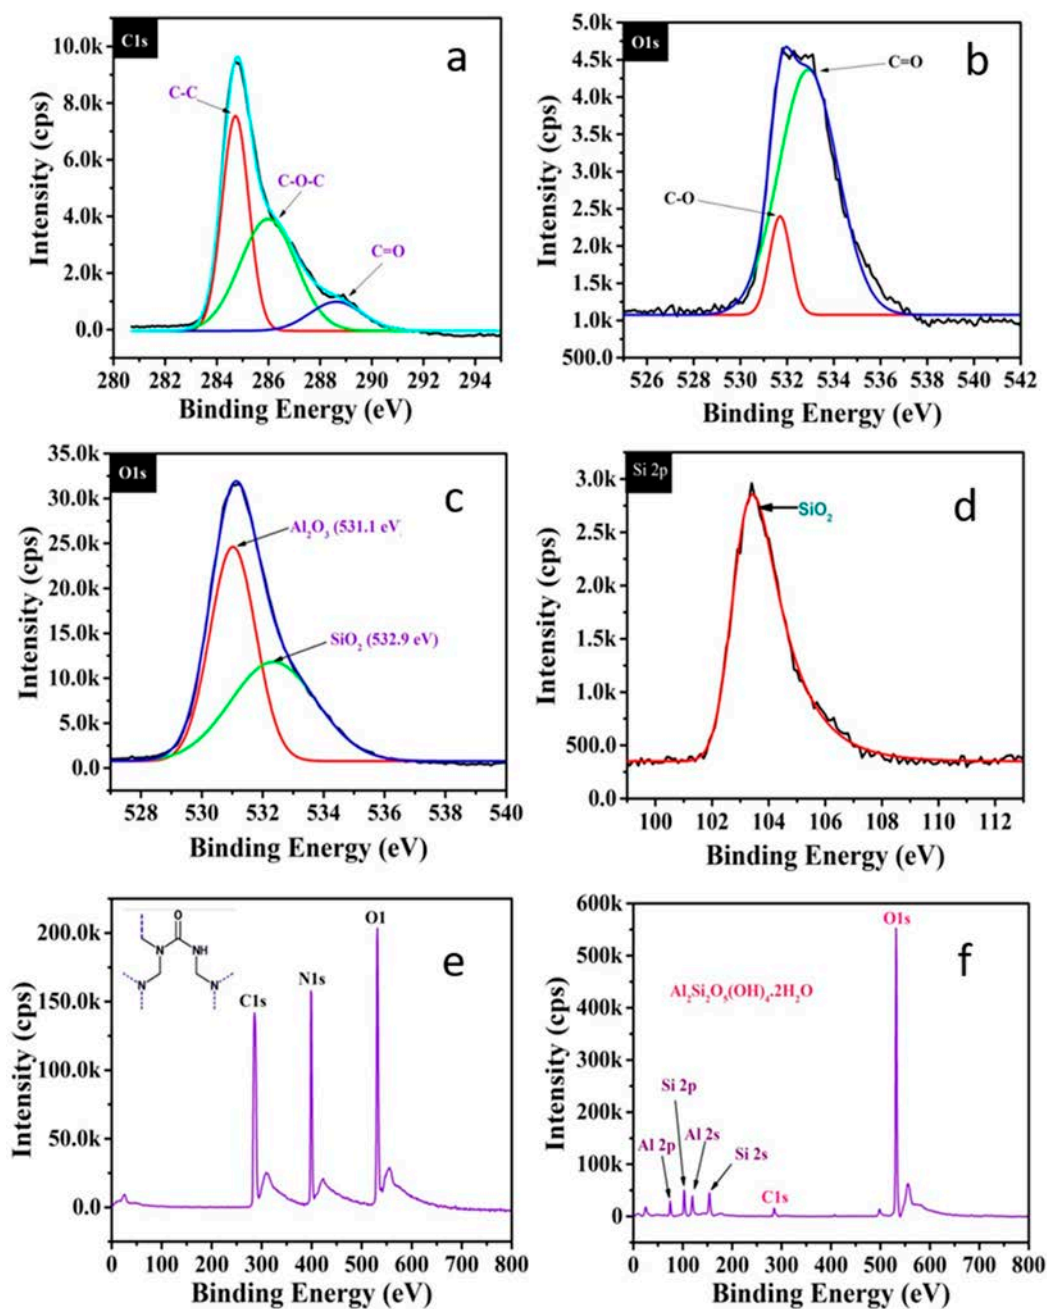 C1s
a
C-C
C-O-C
C=O
10.0k
8.0k
6.0k
4.0k
2.0k
0.0
Intensity (cps)
280 282 284 286 288 290 292 294
Binding Energy (eV)
O1s
b
C=O
C-O
5.0k
4.5k
4.0k
3.5k
3.0k
2.5k
2.0k
1.5k
1.0k
500.0
Intensity (cps)
526 528 530 532 534 536 538 540 542
Binding Energy (eV)
O1s
c
Al₂O₃ (531.1 eV
SiO₂ (532.9 eV)
35.0k
30.0k
25.0k
20.0k
15.0k
10.0k
5.0k
0.0
Intensity (cps)
528 530 532 534 536 538 540
Binding Energy (eV)
Si 2p
d
SiO₂
3.0k
2.5k
2.0k
1.5k
1.0k
500.0
0.0
Intensity (cps)
100 102 104 106 108 110 112
Binding Energy (eV)
e
O
N NH
N N
C1s
N1s
O1
200.0k
150.0k
100.0k
50.0k
0.0
Intensity (cps)
0 100 200 300 400 500 600 700 800
Binding Energy (eV)
f
O1s
Al₂Si₂O₅(OH)₄.2H₂O
Si 2p
Al 2s
Al 2p
Si 2s
C1s
600k
500k
400k
300k
200k
100k
0
Intensity (cps)
0 100 200 300 400 500 600 700 800
Binding Energy (eV)